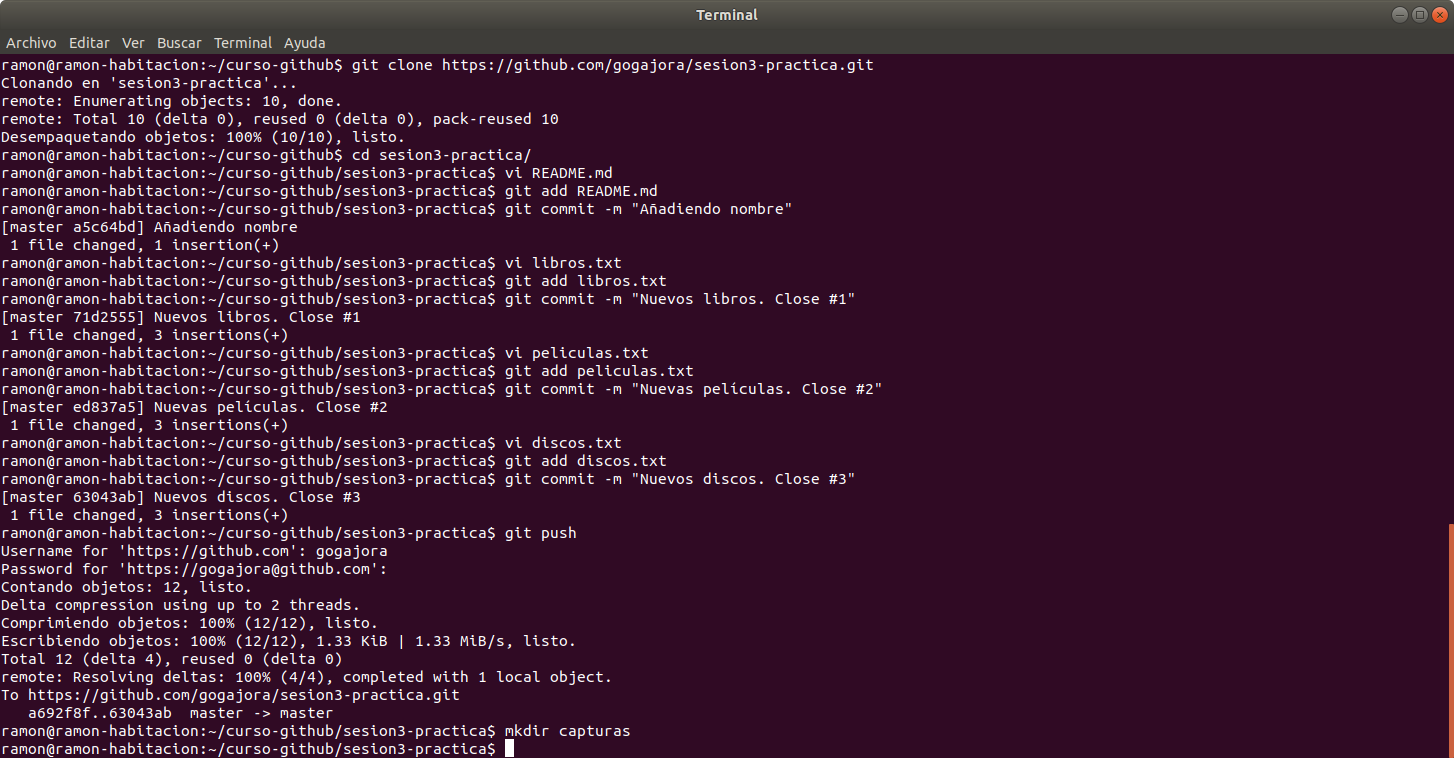 Terminal
Archivo Editar Ver Buscar Terminal Ayuda
ramon@ramon-habitacion:~/curso-github$ git clone https://github.com/gogajora/sesion3-practica.git
Clonando en 'sesion3-practica'...
remote: Enumerating objects: 10, done.
remote: Total 10 (delta 0), reused 0 (delta 0), pack-reused 10
Desempaquetando objetos: 100% (10/10), listo.
ramon@ramon-habitacion:~/curso-github$ cd sesion3-practica/
ramon@ramon-habitacion:~/curso-github/sesion3-practica$ vi README.md
ramon@ramon-habitacion:~/curso-github/sesion3-practica$ git add README.md
ramon@ramon-habitacion:~/curso-github/sesion3-practica$ git commit -m "Añadiendo nombre"
[master a5c64bd] Añadiendo nombre
 1 file changed, 1 insertion(+)
ramon@ramon-habitacion:~/curso-github/sesion3-practica$ vi libros.txt
ramon@ramon-habitacion:~/curso-github/sesion3-practica$ git add libros.txt
ramon@ramon-habitacion:~/curso-github/sesion3-practica$ git commit -m "Nuevos libros. Close #1"
[master 71d2555] Nuevos libros. Close #1
 1 file changed, 3 insertions(+)
ramon@ramon-habitacion:~/curso-github/sesion3-practica$ vi peliculas.txt
ramon@ramon-habitacion:~/curso-github/sesion3-practica$ git add peliculas.txt
ramon@ramon-habitacion:~/curso-github/sesion3-practica$ git commit -m "Nuevas películas. Close #2"
[master ed837a5] Nuevas películas. Close #2
 1 file changed, 3 insertions(+)
ramon@ramon-habitacion:~/curso-github/sesion3-practica$ vi discos.txt
ramon@ramon-habitacion:~/curso-github/sesion3-practica$ git add discos.txt
ramon@ramon-habitacion:~/curso-github/sesion3-practica$ git commit -m "Nuevos discos. Close #3"
[master 63043ab] Nuevos discos. Close #3
 1 file changed, 3 insertions(+)
ramon@ramon-habitacion:~/curso-github/sesion3-practica$ git push
Username for 'https://github.com': gogajora
Password for 'https://gogajora@github.com':
Contando objetos: 12, listo.
Delta compression using up to 2 threads.
Comprimiendo objetos: 100% (12/12), listo.
Escribiendo objetos: 100% (12/12), 1.33 KiB | 1.33 MiB/s, listo.
Total 12 (delta 4), reused 0 (delta 0)
remote: Resolving deltas: 100% (4/4), completed with 1 local object.
To https://github.com/gogajora/sesion3-practica.git
   a692f8f..63043ab  master -> master
ramon@ramon-habitacion:~/curso-github/sesion3-practica$ mkdir capturas
ramon@ramon-habitacion:~/curso-github/sesion3-practica$